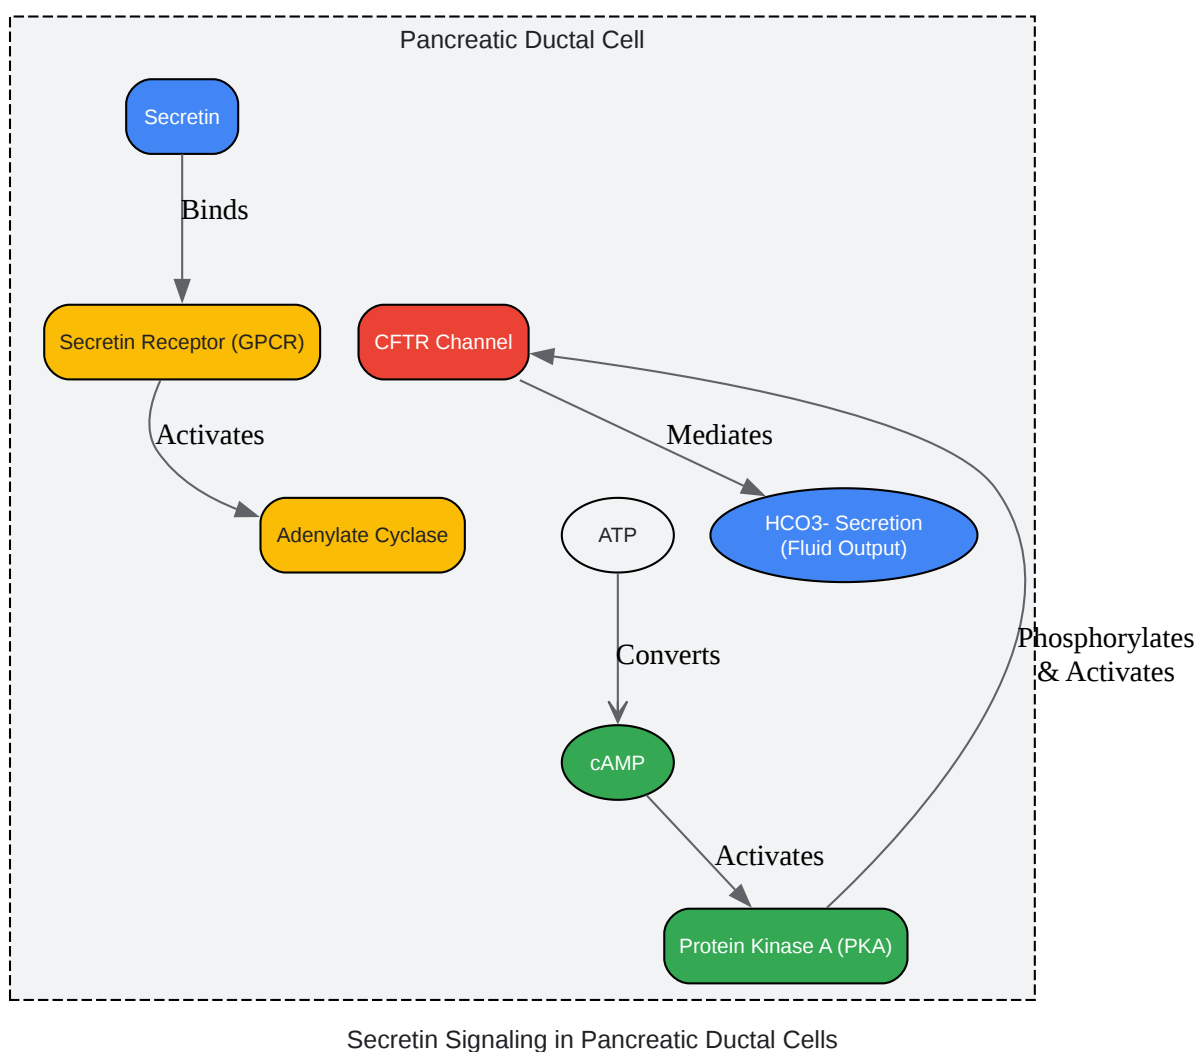 Pancreatic Ductal Cell
Secretin
Binds
Secretin Receptor (GPCR)
CFTR Channel
Activates
Mediates
Adenylate Cyclase
ATP
HCO3- Secretion
(Fluid Output)
Converts
Phosphorylates
& Activates
cAMP
Activates
Protein Kinase A (PKA)
Secretin Signaling in Pancreatic Ductal Cells